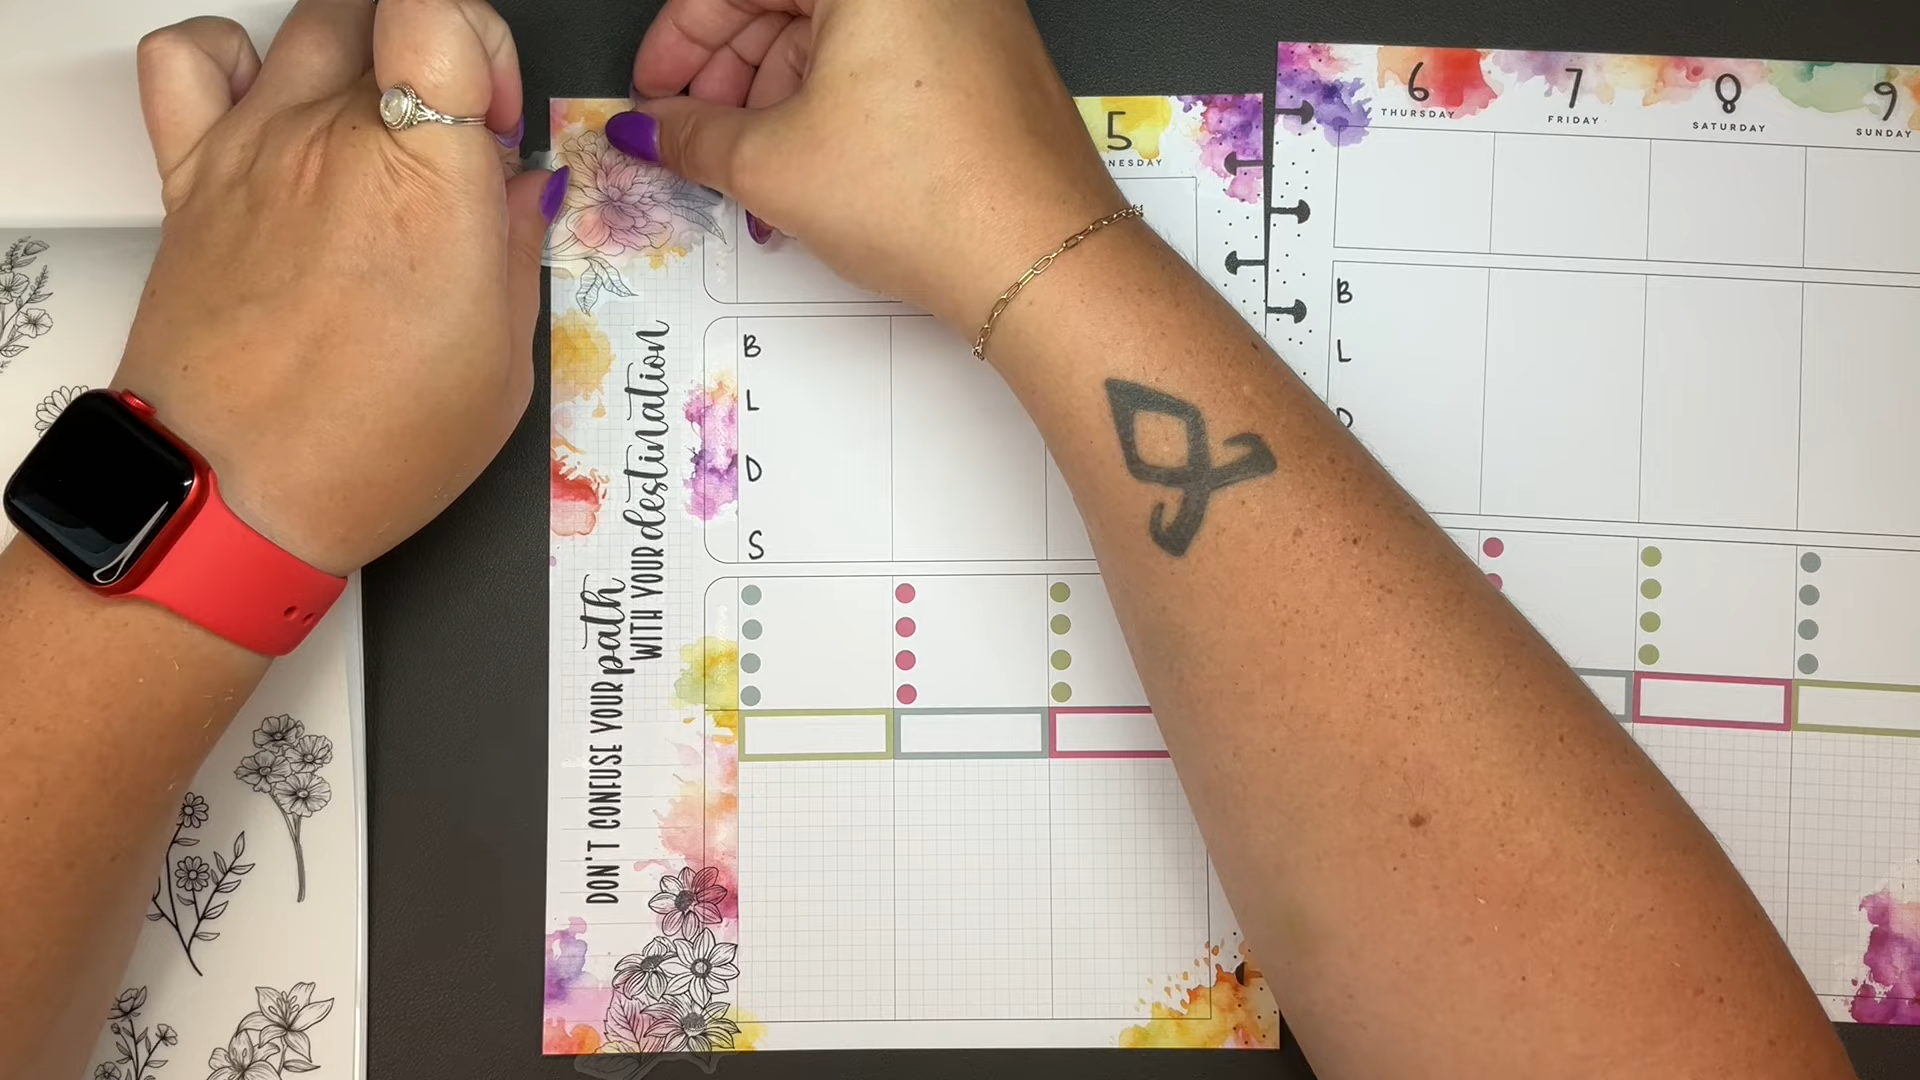 5
NESDAY
6
THURSDAY
7
FRIDAY
8
SATURDAY
9
SUNDAY
B
L
D
S
B
L
D
DON'T CONFUSE YOUR path
WITH YOUR destination